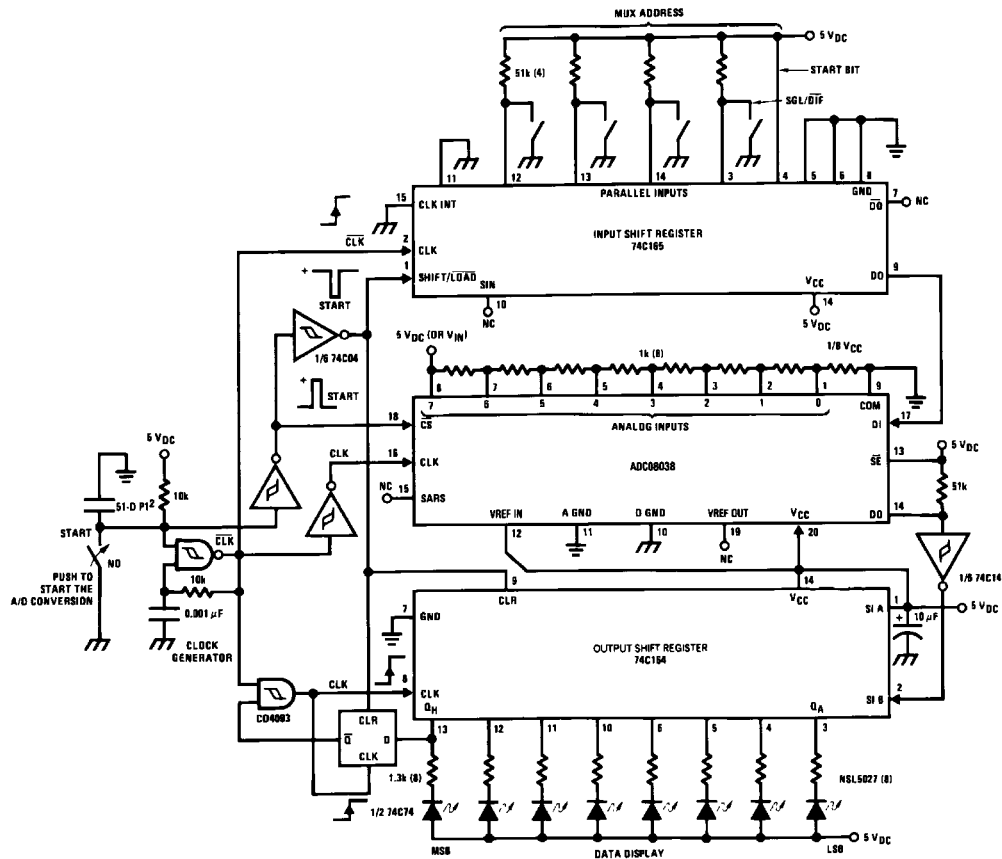 MUX ADDRESS
5 VDC
51k (4)
START BIT
SGL/DIF
11
12
13
14
3
4
5
6
8
PARALLEL INPUTS
GND
7
NC
DO
15
CLK INT
INPUT SHIFT REGISTER
74C165
CLK
2
CLK
1
SHIFT/LOAD
9
DO
SIN
10
NC
VCC
14
5 VDC
+
START
1/6 74C04
+
START
5 VDC (OR VIN)
1k (8)
1/8 VCC
8
7
6
5
4
3
2
1
9
7
6
5
4
3
2
1
0
COM
ANALOG INPUTS
18
CS
17
DI
CLK
16
CLK
ADC08038
13
SE
5 VDC
51k
NC
15
SARS
14
DO
VREF IN
12
A GND
11
D GND
10
VREF OUT
19
NC
VCC
20
1/6 74C14
5 VDC
10k
51-D P1²
START
NO
CLK
PUSH TO
START THE
A/D CONVERSION
10k
0.001 µF
CLOCK
GENERATOR
9
CLR
14
VCC
7
GND
SI A
1
5 VDC
+
10 µF
OUTPUT SHIFT REGISTER
74C164
CLK
8
CLK
SI B
2
CD4093
CLR
Q
D
CLK
1/2 74C74
QH
13
12
11
10
6
5
4
QA
3
1.3k (8)
NSL5027 (8)
MSB
DATA DISPLAY
LSB
5 VDC